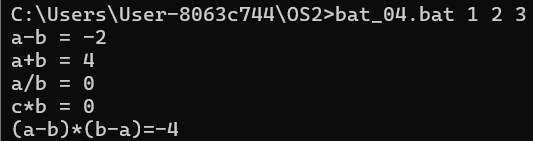 C:\Users\User-8063c744\OS2>bat_04.bat 1 2 3
a-b = -2
a+b = 4
a/b = 0
c*b = 0
(a-b)*(b-a)=-4